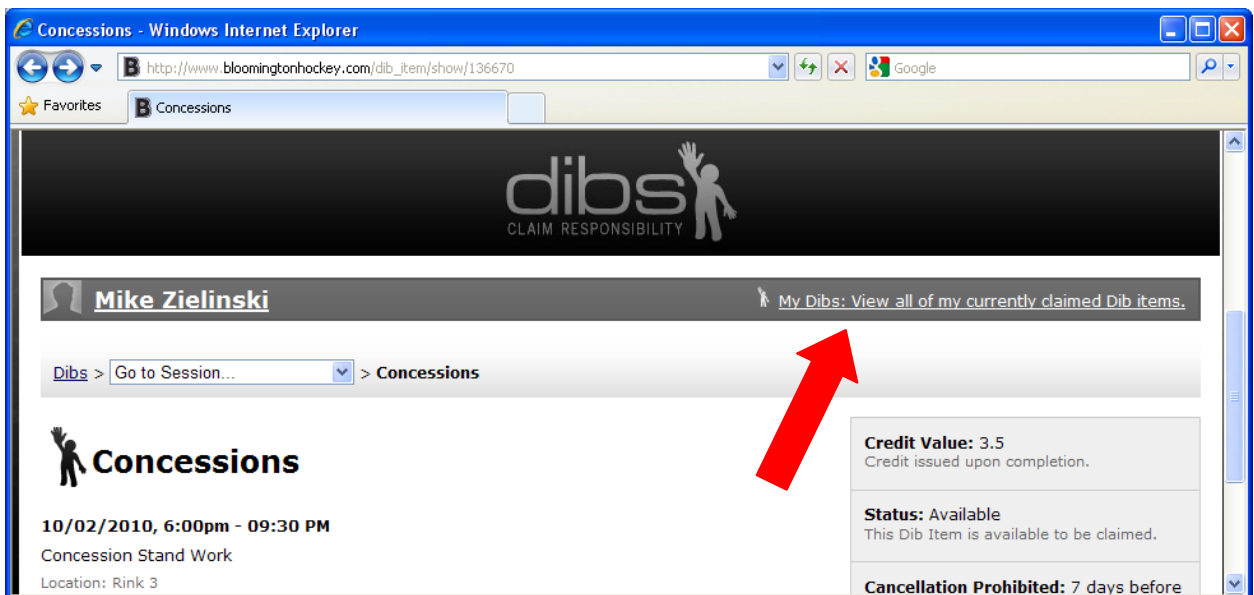 Concessions - Windows Internet Explorer
B http://www.bloomingtonhockey.com/dib_item/show/136670
Google
Favorites
B Concessions
dibs
CLAIM RESPONSIBILITY
Mike Zielinski
My Dibs: View all of my currently claimed Dib items.
Dibs > Go to Session... > Concessions
Concessions
10/02/2010, 6:00pm - 09:30 PM
Concession Stand Work
Location: Rink 3
Credit Value: 3.5
Credit issued upon completion.
Status: Available
This Dib Item is available to be claimed.
Cancellation Prohibited: 7 days before